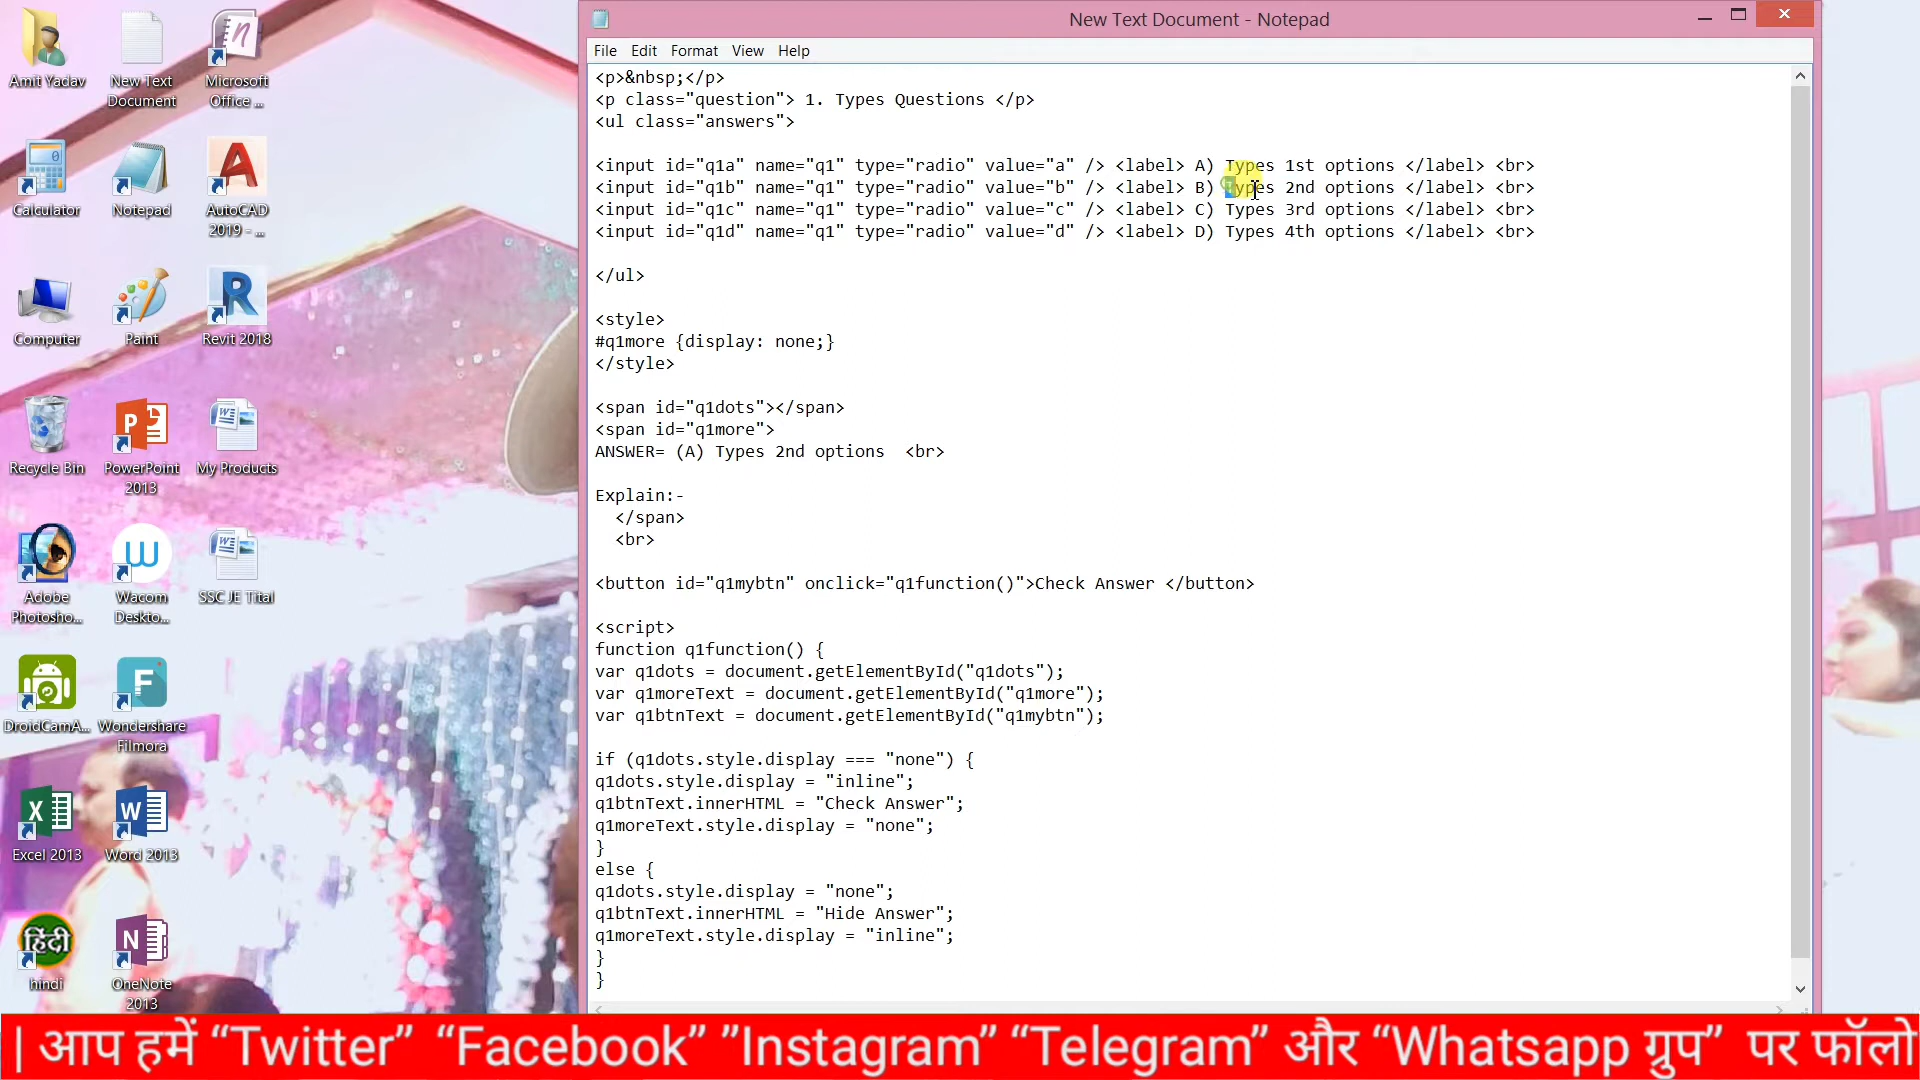 Amit Yadav
New Text Document
Microsoft Office ...
Calculator
Notepad
AutoCAD 2019 - ...
Computer
Paint
Revit 2018
Recycle Bin
PowerPoint 2013
My Products
Adobe Photosho...
Wacom Deskto...
SSC JE Tital
DroidCamA...
Wondershare Filmora
Excel 2013
Word 2013
हिंदी
hindi
OneNote 2013
New Text Document - Notepad
File Edit Format View Help
<p>&nbsp;</p>
<p class="question"> 1. Types Questions </p>
<ul class="answers">
<input id="q1a" name="q1" type="radio" value="a" /> <label> A) Types 1st options </label> <br>
<input id="q1b" name="q1" type="radio" value="b" /> <label> B) Types 2nd options </label> <br>
<input id="q1c" name="q1" type="radio" value="c" /> <label> C) Types 3rd options </label> <br>
<input id="q1d" name="q1" type="radio" value="d" /> <label> D) Types 4th options </label> <br>
</ul>
<style>
#q1more {display: none;}
</style>
<span id="q1dots"></span>
<span id="q1more">
ANSWER= (A) Types 2nd options  <br>
Explain:-
</span>
<br>
<button id="q1mybtn" onclick="q1function()">Check Answer </button>
<script>
function q1function() {
var q1dots = document.getElementById("q1dots");
var q1moreText = document.getElementById("q1more");
var q1btnText = document.getElementById("q1mybtn");
if (q1dots.style.display === "none") {
q1dots.style.display = "inline";
q1btnText.innerHTML = "Check Answer";
q1moreText.style.display = "none";
}
else {
q1dots.style.display = "none";
q1btnText.innerHTML = "Hide Answer";
q1moreText.style.display = "inline";
}
}
| आप हमें “Twitter” “Facebook” ”Instagram” “Telegram” और “Whatsapp ग्रुप” पर फॉलो